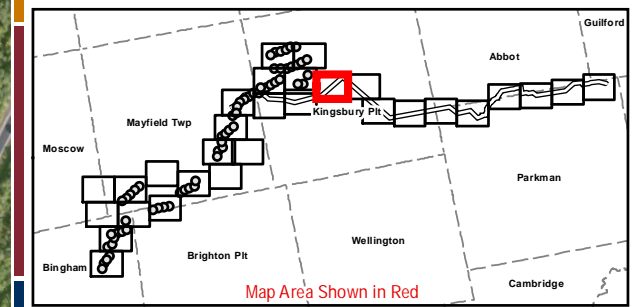 Guilford
Abbot
Kingsbury Plt
Mayfield Twp
Moscow
Parkman
Wellington
Brighton Plt
Bingham
Cambridge
Map Area Shown in Red